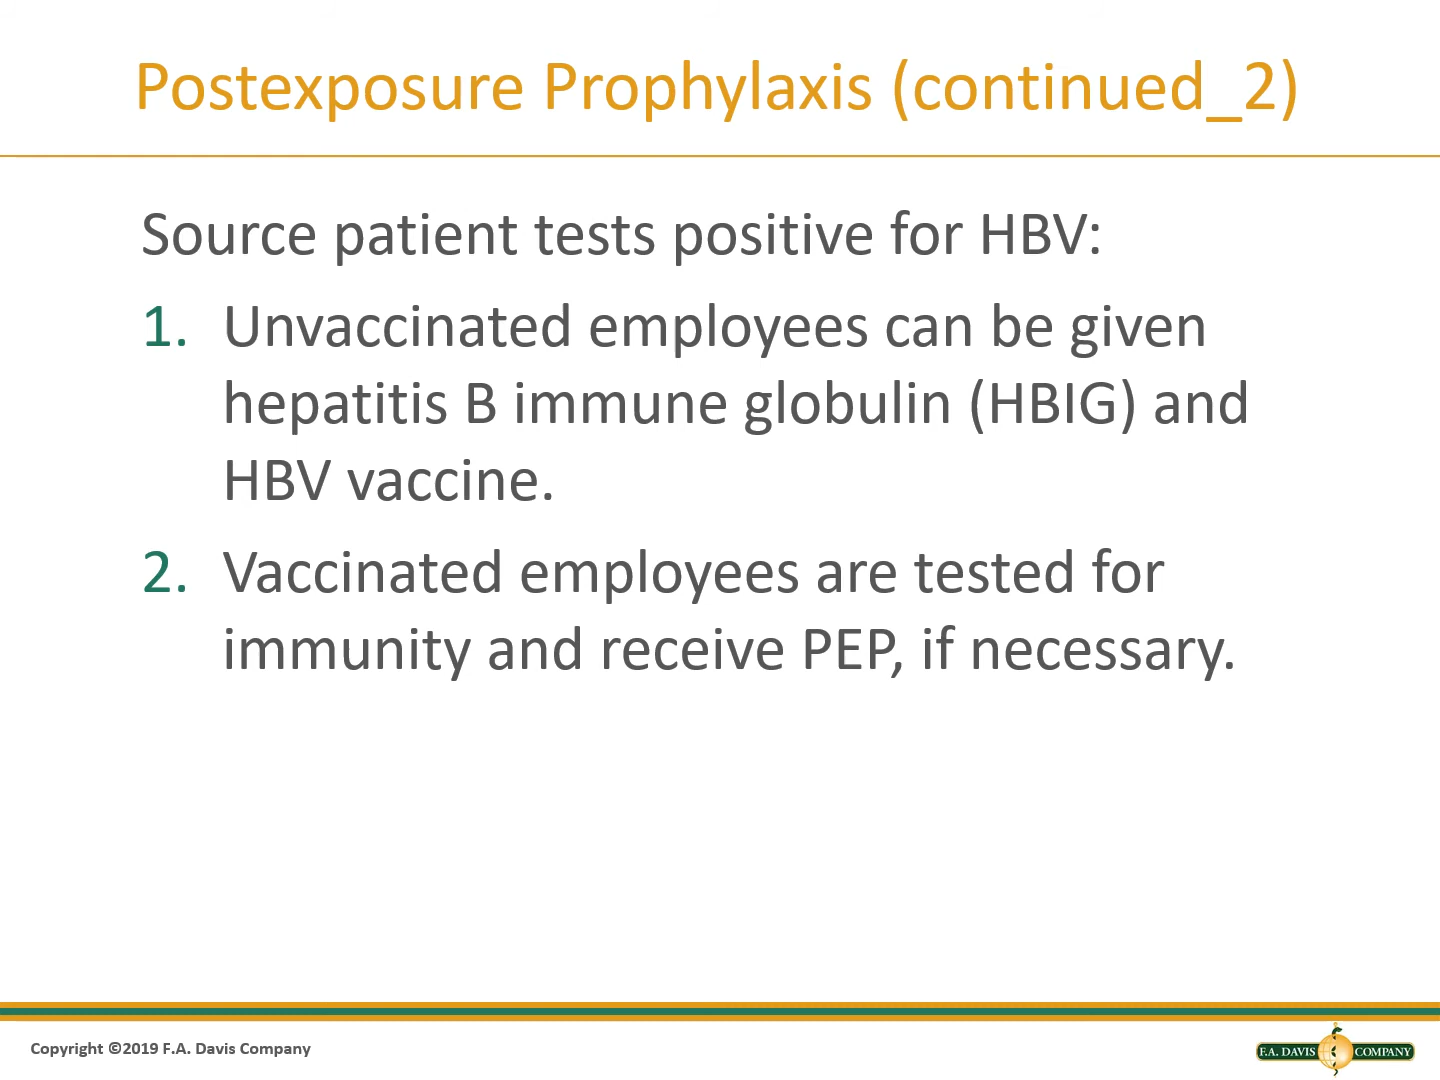 Postexposure Prophylaxis (continued_2)
Source patient tests positive for HBV:
1. Unvaccinated employees can be given
hepatitis B immune globulin (HBIG) and
HBV vaccine.
2. Vaccinated employees are tested for
immunity and receive PEP, if necessary.
Copyright ©2019 F.A. Davis Company
F.A. DAVIS COMPANY